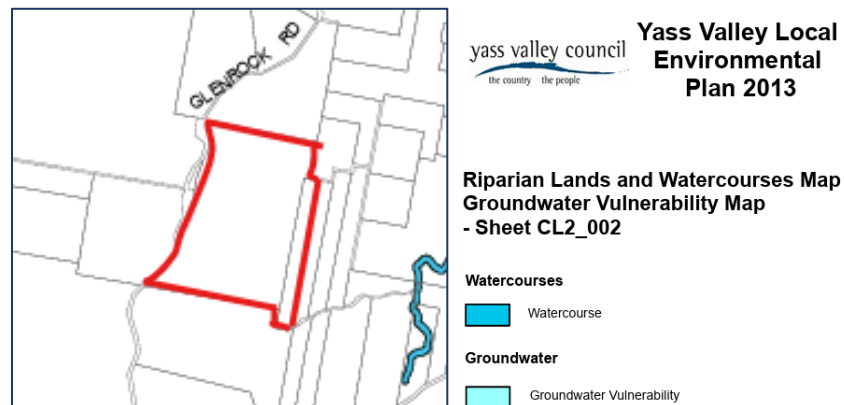 GLENROCK RD
yass valley council
the country the people
Yass Valley Local
Environmental
Plan 2013
Riparian Lands and Watercourses Map
Groundwater Vulnerability Map
- Sheet CL2_002
Watercourses
Watercourse
Groundwater
Groundwater Vulnerability